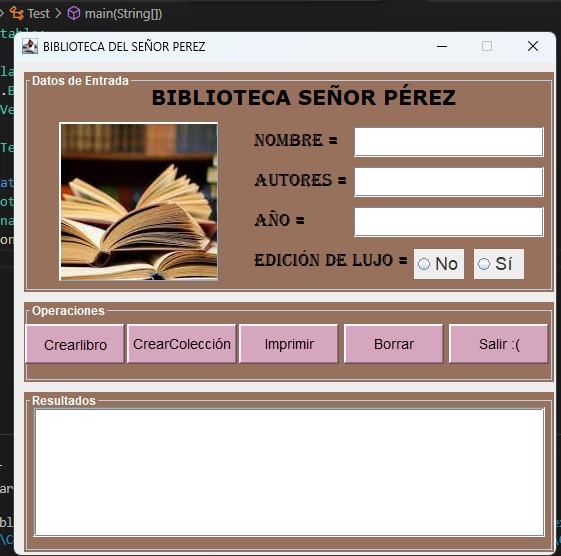 Test > main(String[])
BIBLIOTECA DEL SEÑOR PEREZ
Datos de Entrada
BIBLIOTECA SEÑOR PÉREZ
NOMBRE =
AUTORES =
AÑO =
EDICIÓN DE LUJO = No Sí
Operaciones
Crearlibro CrearColección Imprimir Borrar Salir :(
Resultados